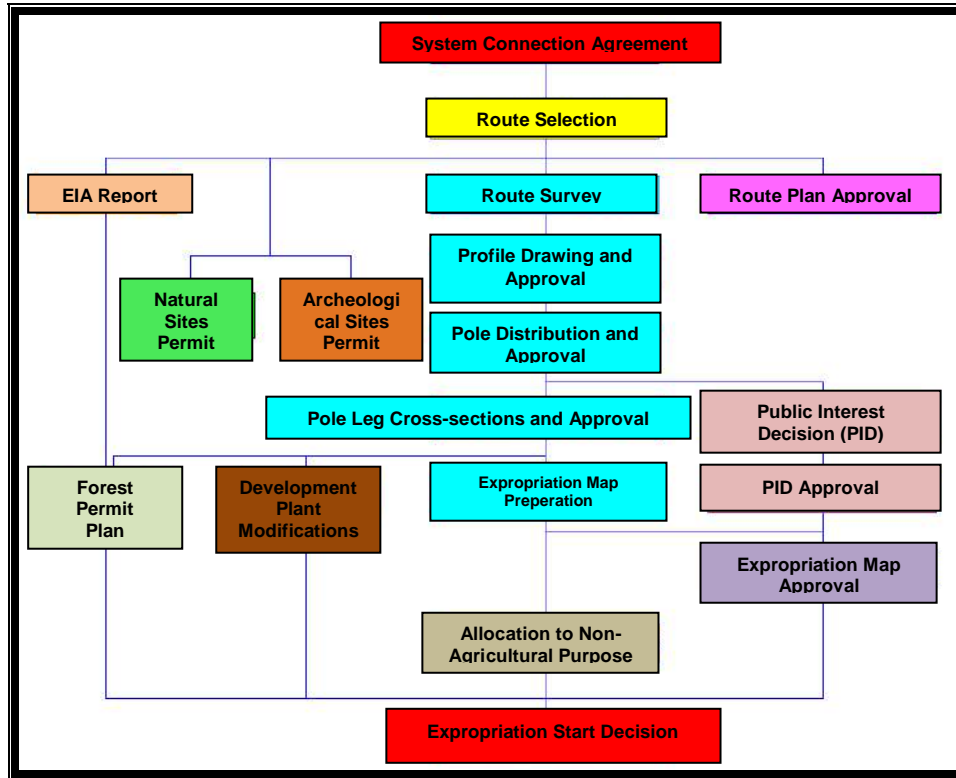 System Connection Agreement
Route Selection
EIA Report
Route Survey
Route Plan Approval
Profile Drawing and
Approval
Natural
Sites
Permit
Archeologi
cal Sites
Permit
Pole Distribution and
Approval
Pole Leg Cross-sections and Approval
Public Interest
Decision (PID)
Forest
Permit
Plan
Development
Plant
Modifications
Expropriation Map
Preperation
PID Approval
Expropriation Map
Approval
Allocation to Non-
Agricultural Purpose
Expropriation Start Decision